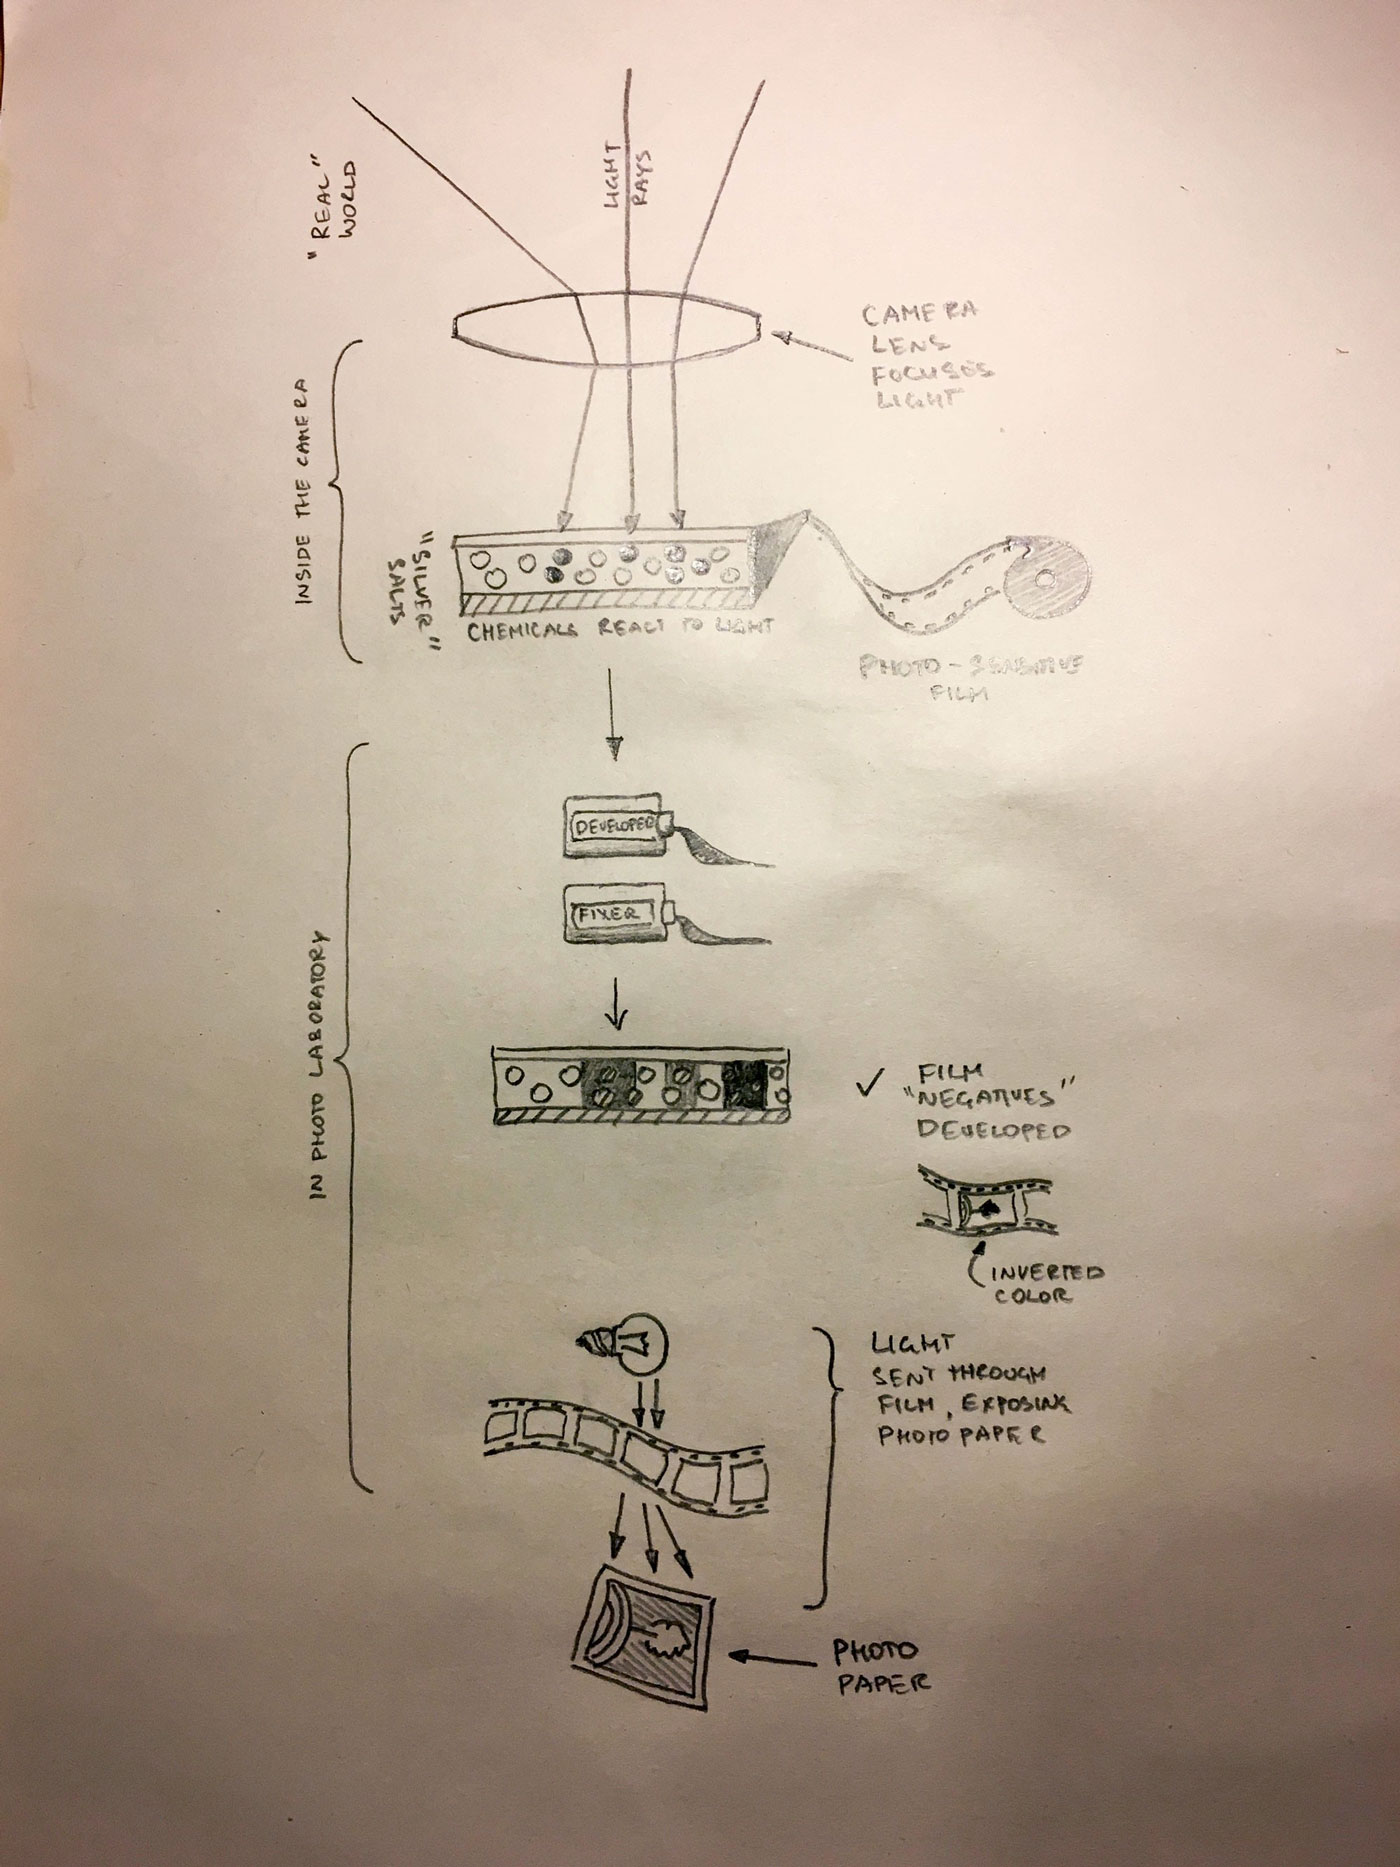 "REAL"
WORLD
LIGHT
RAYS
CAMERA
LENS
FOCUSES
LIGHT
INSIDE THE CAMERA
"SILVER"
SALTS
CHEMICALS REACT TO LIGHT
PHOTO-SENSITIVE
FILM
IN PHOTO LABORATORY
DEVELOPED
FIXER
✓ FILM
"NEGATIVES"
DEVELOPED
INVERTED
COLOR
LIGHT
SENT THROUGH
FILM, EXPOSING
PHOTO PAPER
PHOTO
PAPER